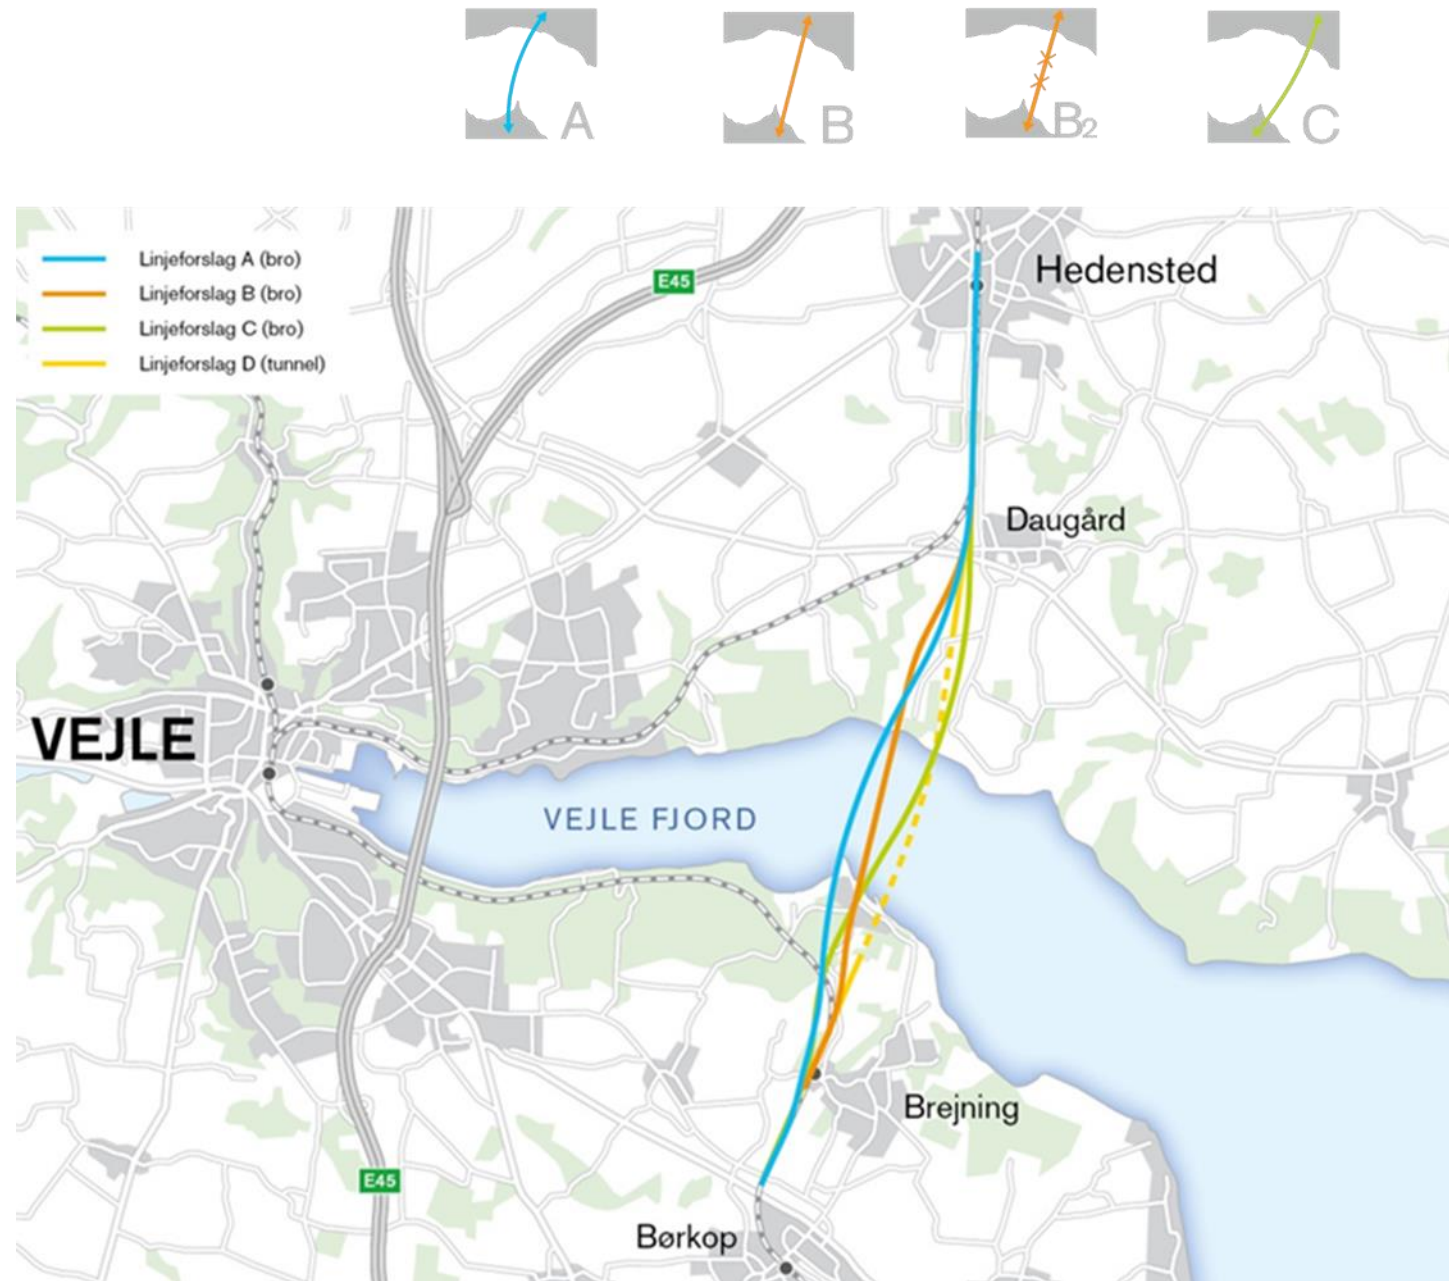 A
B
B2
C
Linjeforslag A (bro)
Linjeforslag B (bro)
Linjeforslag C (bro)
Linjeforslag D (tunnel)
E45
Hedensted
Daugård
VEJLE
VEJLE FJORD
Brejning
E45
Børkop